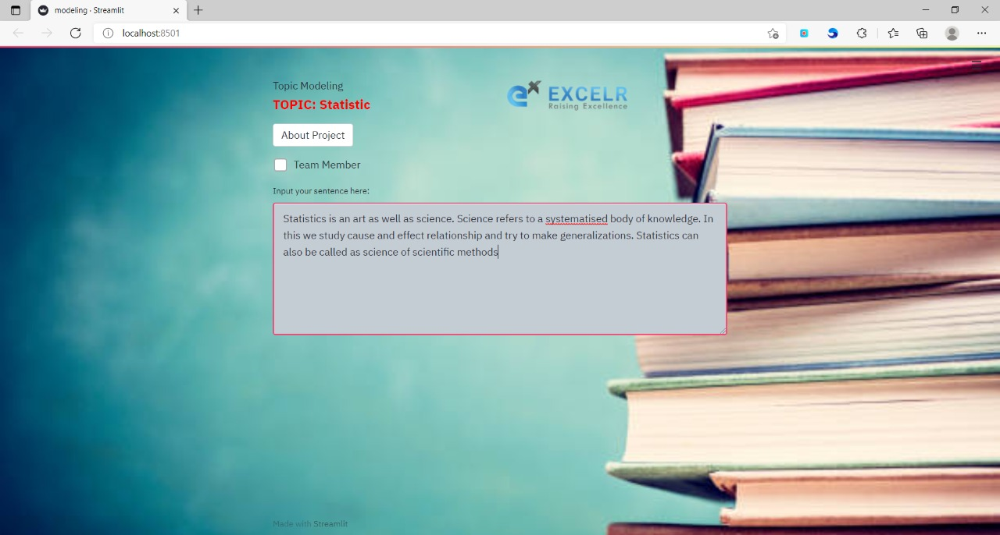 modeling · Streamlit
localhost:8501
Topic Modeling
TOPIC: Statistic
ex EXCELR
Raising Excellence
About Project
Team Member
Input your sentence here:
Statistics is an art as well as science. Science refers to a systematised body of knowledge. In
this we study cause and effect relationship and try to make generalizations. Statistics can
also be called as science of scientific methods
Made with Streamlit